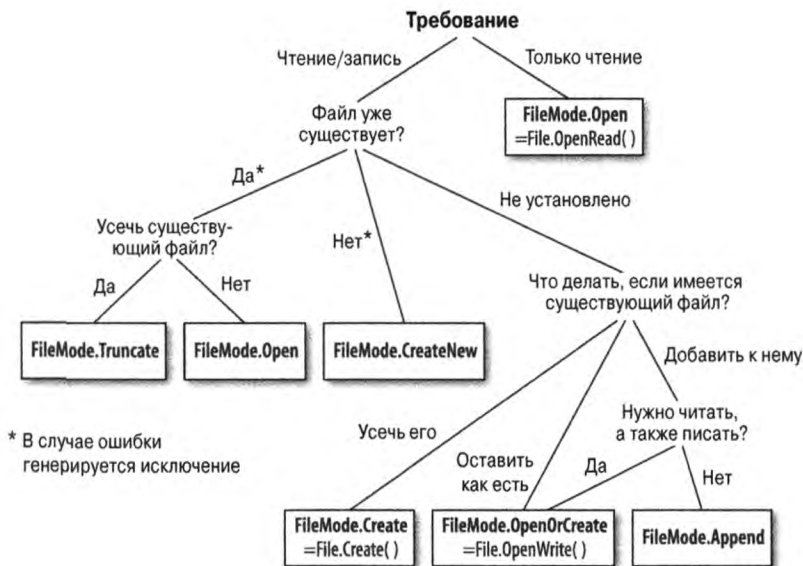 Требование
Чтение/запись
Только чтение
Файл уже
существует?
FileMode.Open
=File.OpenRead( )
Да*
Не установлено
Усечь существу-
ющий файл?
Нет*
Что делать, если имеется
существующий файл?
Да
Нет
FileMode.Truncate
FileMode.Open
FileMode.CreateNew
Добавить к нему
Нужно читать,
а также писать?
* В случае ошибки
генерируется исключение
Усечь его
Оставить
как есть
Да
Нет
FileMode.Create
=File.Create( )
FileMode.OpenOrCreate
=File.OpenWrite( )
FileMode.Append